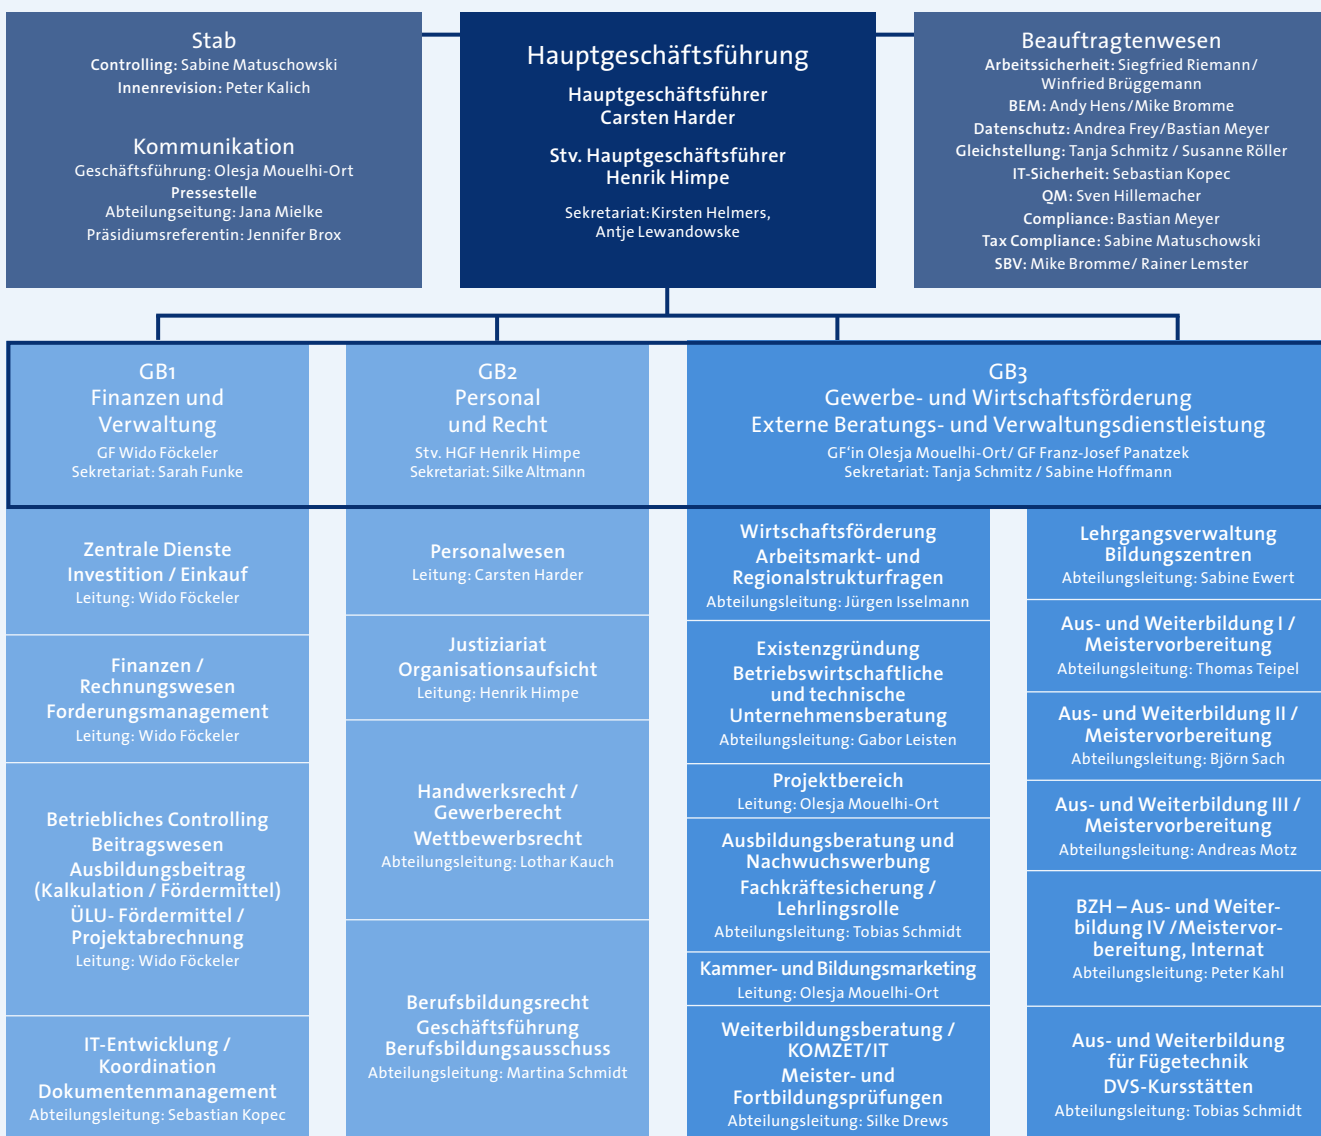 Stab
Controlling: Sabine Matuschowski
Innenrevision: Peter Kalich
Kommunikation
Geschäftsführung: Olesja Mouelhi-Ort
Pressestelle
Abteilungseitung: Jana Mielke
Präsidiumsreferentin: Jennifer Brox
Hauptgeschäftsführung
Hauptgeschäftsführer
Carsten Harder
Stv. Hauptgeschäftsführer
Henrik Himpe
Sekretariat: Kirsten Helmers,
Antje Lewandowske
Beauftragtenwesen
Arbeitssicherheit: Siegfried Riemann/
Winfried Brüggemann
BEM: Andy Hens/Mike Bromme
Datenschutz: Andrea Frey/Bastian Meyer
Gleichstellung: Tanja Schmitz / Susanne Röller
IT-Sicherheit: Sebastian Kopec
QM: Sven Hillemacher
Compliance: Bastian Meyer
Tax Compliance: Sabine Matuschowski
SBV: Mike Bromme/ Rainer Lemster
GB1
Finanzen und
Verwaltung
GF Wido Föckeler
Sekretariat: Sarah Funke
GB2
Personal
und Recht
Stv. HGF Henrik Himpe
Sekretariat: Silke Altmann
GB3
Gewerbe- und Wirtschaftsförderung
Externe Beratungs- und Verwaltungsdienstleistung
GF‘in Olesja Mouelhi-Ort/ GF Franz-Josef Panatzek
Sekretariat: Tanja Schmitz / Sabine Hoffmann
Zentrale Dienste
Investition / Einkauf
Leitung: Wido Föckeler
Finanzen /
Rechnungswesen
Forderungsmanagement
Leitung: Wido Föckeler
Betriebliches Controlling
Beitragswesen
Ausbildungsbeitrag
(Kalkulation / Fördermittel)
ÜLU- Fördermittel /
Projektabrechnung
Leitung: Wido Föckeler
IT-Entwicklung /
Koordination
Dokumentenmanagement
Abteilungsleitung: Sebastian Kopec
Personalwesen
Leitung: Carsten Harder
Justiziariat
Organisationsaufsicht
Leitung: Henrik Himpe
Handwerksrecht /
Gewerberecht
Wettbewerbsrecht
Abteilungsleitung: Lothar Kauch
Berufsbildungsrecht
Geschäftsführung
Berufsbildungsausschuss
Abteilungsleitung: Martina Schmidt
Wirtschaftsförderung
Arbeitsmarkt- und
Regionalstrukturfragen
Abteilungsleitung: Jürgen Isselmann
Existenzgründung
Betriebswirtschaftliche
und technische
Unternehmensberatung
Abteilungsleitung: Gabor Leisten
Projektbereich
Leitung: Olesja Mouelhi-Ort
Ausbildungsberatung und
Nachwuchswerbung
Fachkräftesicherung /
Lehrlingsrolle
Abteilungsleitung: Tobias Schmidt
Kammer- und Bildungsmarketing
Leitung: Olesja Mouelhi-Ort
Weiterbildungsberatung /
KOMZET/IT
Meister- und
Fortbildungsprüfungen
Abteilungsleitung: Silke Drews
Lehrgangsverwaltung
Bildungszentren
Abteilungsleitung: Sabine Ewert
Aus- und Weiterbildung I /
Meistervorbereitung
Abteilungsleitung: Thomas Teipel
Aus- und Weiterbildung II /
Meistervorbereitung
Abteilungsleitung: Björn Sach
Aus- und Weiterbildung III /
Meistervorbereitung
Abteilungsleitung: Andreas Motz
BZH – Aus- und Weiter-
bildung IV /Meistervor-
bereitung, Internat
Abteilungsleitung: Peter Kahl
Aus- und Weiterbildung
für Fügetechnik
DVS-Kursstätten
Abteilungsleitung: Tobias Schmidt